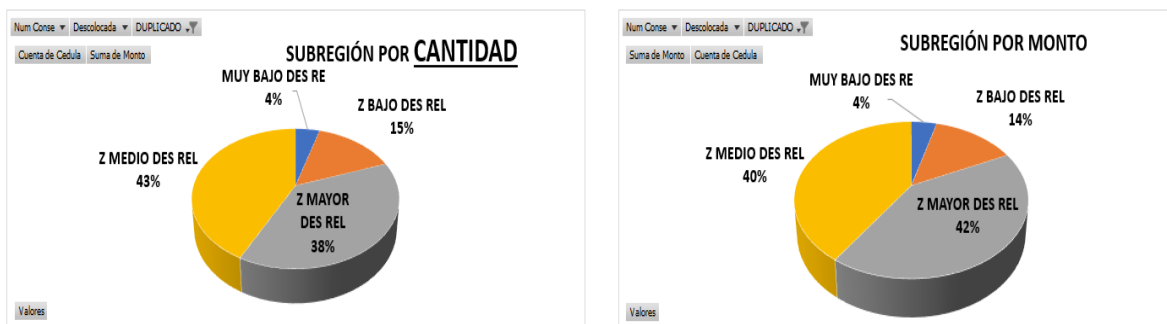 Num Conse Descolocada DUPLICADO
Cuenta de Cedula Suma de Monto
SUBREGIÓN POR CANTIDAD
MUY BAJO DES RE
4%
Z BAJO DES REL
15%
Z MEDIO DES REL
43%
Z MAYOR
DES REL
38%
Valores
Num Conse Descolocada DUPLICADO
Suma de Monto Cuenta de Cedula
SUBREGIÓN POR MONTO
MUY BAJO DES RE
4%
Z BAJO DES REL
14%
Z MEDIO DES REL
40%
Z MAYOR DES REL
42%
Valores